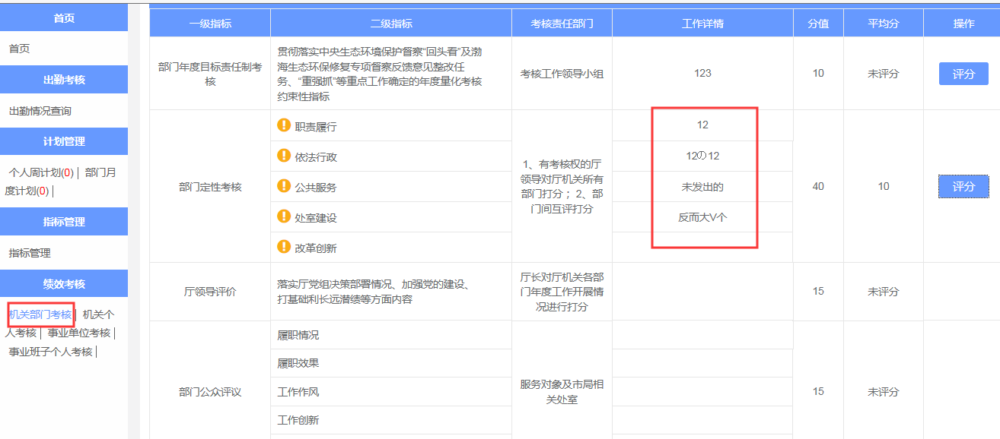 首页
首页
出勤考核
出勤情况查询
计划管理
个人周计划(0)| 部门月
度计划(0)|
指标管理
指标管理
绩效考核
机关部门考核| 机关个
人考核| 事业单位考核|
事业班子个人考核|
一级指标 二级指标 考核责任部门 工作详情 分值 平均分 操作
部门年度目标责任制考
核
贯彻落实中央生态环境保护督察“回头看”及渤
海生态环保修复专项督察反馈意见整改任
务、“重强抓”等重点工作确定的年度量化考核
约束性指标
考核工作领导小组
123
10
未评分
评分
部门定性考核
职责履行
依法行政
公共服务
处室建设
改革创新
1、有考核权的厅
领导对厅机关所有
部门打分 ；2、部
门间互评打分
12
12①12
未发出的
反而大V个
40
10
评分
厅领导评价
落实厅党组决策部署情况、加强党的建设、
打基础利长远潜绩等方面内容
厅长对厅机关各部
门年度工作开展情
况进行打分
15
未评分
部门公众评议
履职情况
履职效果
工作作风
工作创新
服务对象及市局相
关处室
15
未评分